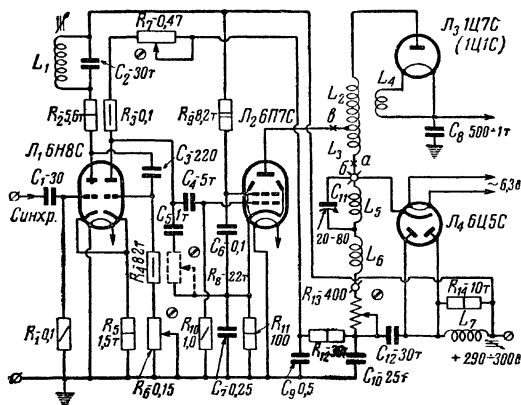 R₇-0,47
Л₃ 1Ц7С
(1Ц1С)
L₁
C₂-30т
L₂
L₄
в
R₂-5,6т
R₃-0,1
R₉-8,2т
Л₂ 6П7С
C₈ 500÷1т
L₃
a
б
Л₁ 6Н8С
C₃-220
C₁-30
C₄-5т
C₅-1т
C₁₁
L₅
~6,3в
Синхр.
20-80
Л₄ 6Ц5С
C₆-0,1
L₆
R₄-82т
R₈-22т
R₁₃-400
R₁₄-10т
R₁-0,1
R₅
1,5т
R₁₀
1,0
R₁₁
100
L₇
R₁₂-30т
C₁₂-30т
+290÷300в
R₆-0,15
C₇-0,25
C₉ 0,5
C₁₀-25т